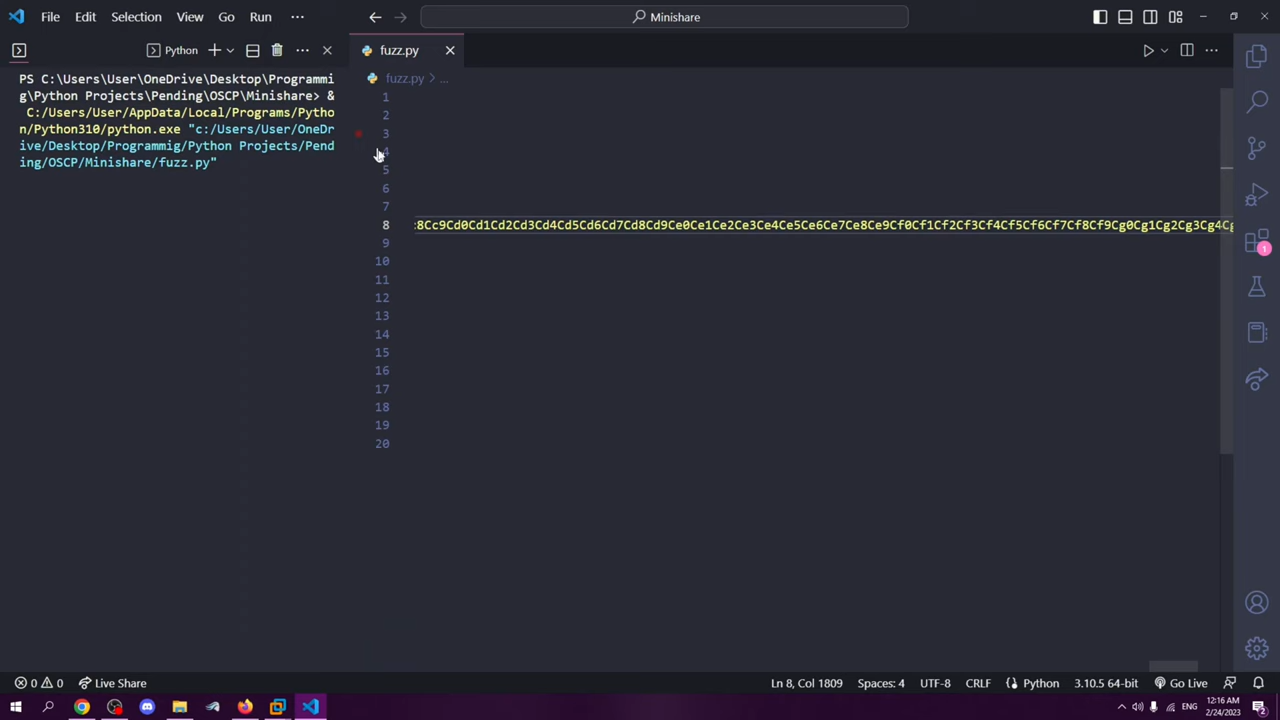 File Edit Selection View Go Run ···
Minishare
Python
fuzz.py
fuzz.py > ...
PS C:\Users\User\OneDrive\Desktop\Programmi
g\Python Projects\Pending\OSCP\Minishare> &
C:/Users/User/AppData/Local/Programs/Pytho
n/Python310/python.exe "c:/Users/User/OneDr
ive/Desktop/Programmig/Python Projects/Pend
ing/OSCP/Minishare/fuzz.py"
1
2
3
4
5
6
7
8 :8Cc9Cd0Cd1Cd2Cd3Cd4Cd5Cd6Cd7Cd8Cd9Ce0Ce1Ce2Ce3Ce4Ce5Ce6Ce7Ce8Ce9Cf0Cf1Cf2Cf3Cf4Cf5Cf6Cf7Cf8Cf9Cg0Cg1Cg2Cg3Cg4Cg
9
10
11
12
13
14
15
16
17
18
19
20
1
0 0 Live Share Ln 8, Col 1809 Spaces: 4 UTF-8 CRLF Python 3.10.5 64-bit Go Live
ENG 12:16 AM
2/24/2023 2